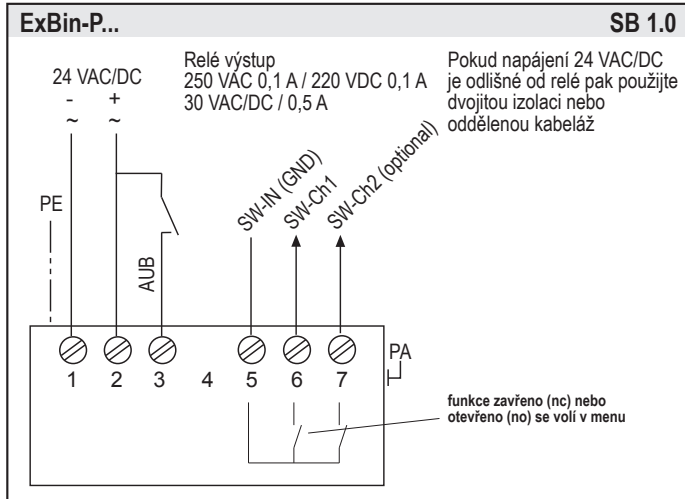 ExBin-P... SB 1.0
24 VAC/DC
- +
~ ~
Relé výstup
250 VAC 0,1 A / 220 VDC 0,1 A
30 VAC/DC / 0,5 A
Pokud napájení 24 VAC/DC
je odlišné od relé pak použijte
dvojitou izolaci nebo
oddělenou kabeláž
PE
AUB
SW-IN (GND)
SW-Ch1
SW-Ch2 (optional)
PA
1 2 3 4 5 6 7
funkce zavřeno (nc) nebo
otevřeno (no) se volí v menu